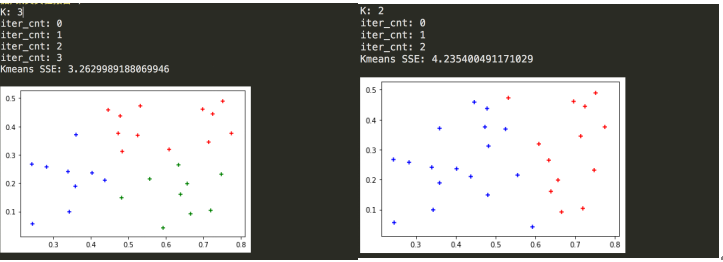 K: 3
iter_cnt: 0
iter_cnt: 1
iter_cnt: 2
iter_cnt: 3
Kmeans SSE: 3.2629989188069946
0.5
0.4
0.3
0.2
0.1
0.3 0.4 0.5 0.6 0.7 0.8
K: 2
iter_cnt: 0
iter_cnt: 1
iter_cnt: 2
Kmeans SSE: 4.235400491171029
0.5
0.4
0.3
0.2
0.1
0.3 0.4 0.5 0.6 0.7 0.8